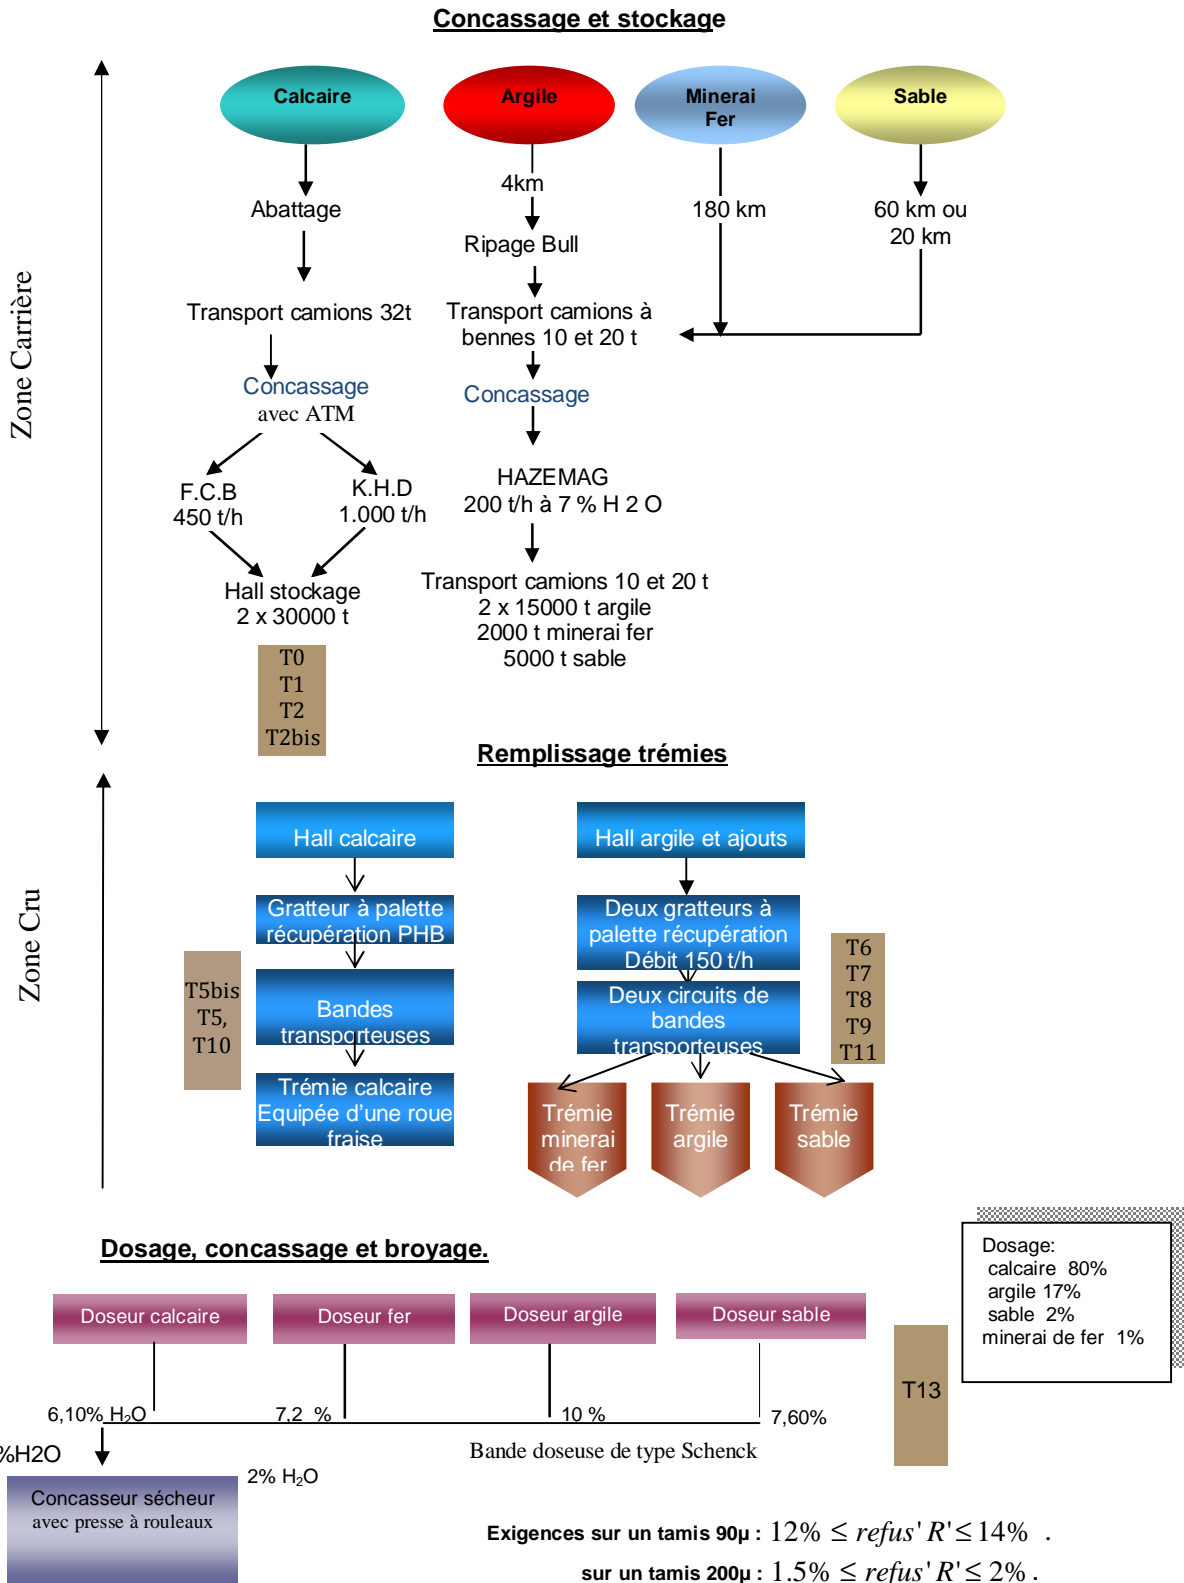 Concassage et stockage
Zone Carrière
Calcaire
Argile
Minerai
Fer
Sable
4km
180 km
60 km ou
20 km
Abattage
Ripage Bull
Transport camions 32t
Transport camions à
bennes 10 et 20 t
Concassage
avec ATM
Concassage
F.C.B
450 t/h
K.H.D
1.000 t/h
HAZEMAG
200 t/h à 7 % H 2 O
Hall stockage
2 x 30000 t
Transport camions 10 et 20 t
2 x 15000 t argile
2000 t minerai fer
5000 t sable
T0
T1
T2
T2bis
Remplissage trémies
Zone Cru
Hall calcaire
Gratteur à palette
récupération PHB
Bandes
transporteuses
Trémie calcaire
Equipée d'une roue
fraise
T5bis
T5,
T10
Hall argile et ajouts
Deux gratteurs à
palette récupération
Débit 150 t/h
Deux circuits de
bandes
transporteuses
T6
T7
T8
T9
T11
Trémie
minerai
de fer
Trémie
argile
Trémie
sable
Dosage, concassage et broyage.
Dosage:
calcaire 80%
argile 17%
sable 2%
minerai de fer 1%
Doseur calcaire
Doseur fer
Doseur argile
Doseur sable
T13
6,10% H₂O
7,2 %
10 %
7,60%
%H2O
Bande doseuse de type Schenck
2% H₂O
Concasseur sécheur
avec presse à rouleaux
Exigences sur un tamis 90µ : 12% ≤ refus' R' ≤ 14% .
sur un tamis 200µ : 1.5% ≤ refus' R' ≤ 2% .